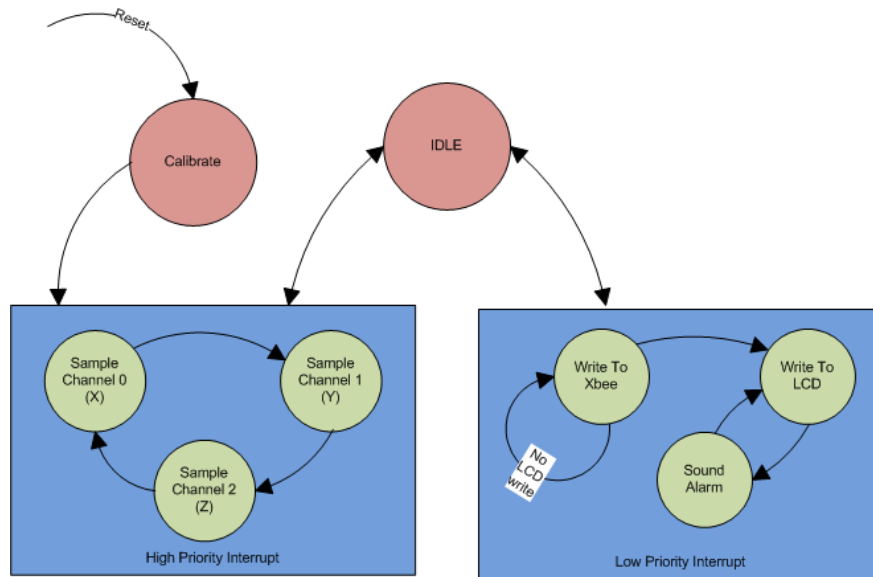 Reset
Calibrate
IDLE
Sample
Channel 0
(X)
Sample
Channel 1
(Y)
Sample
Channel 2
(Z)
High Priority Interrupt
Write To
Xbee
Write To
LCD
No
LCD
write
Sound
Alarm
Low Priority Interrupt